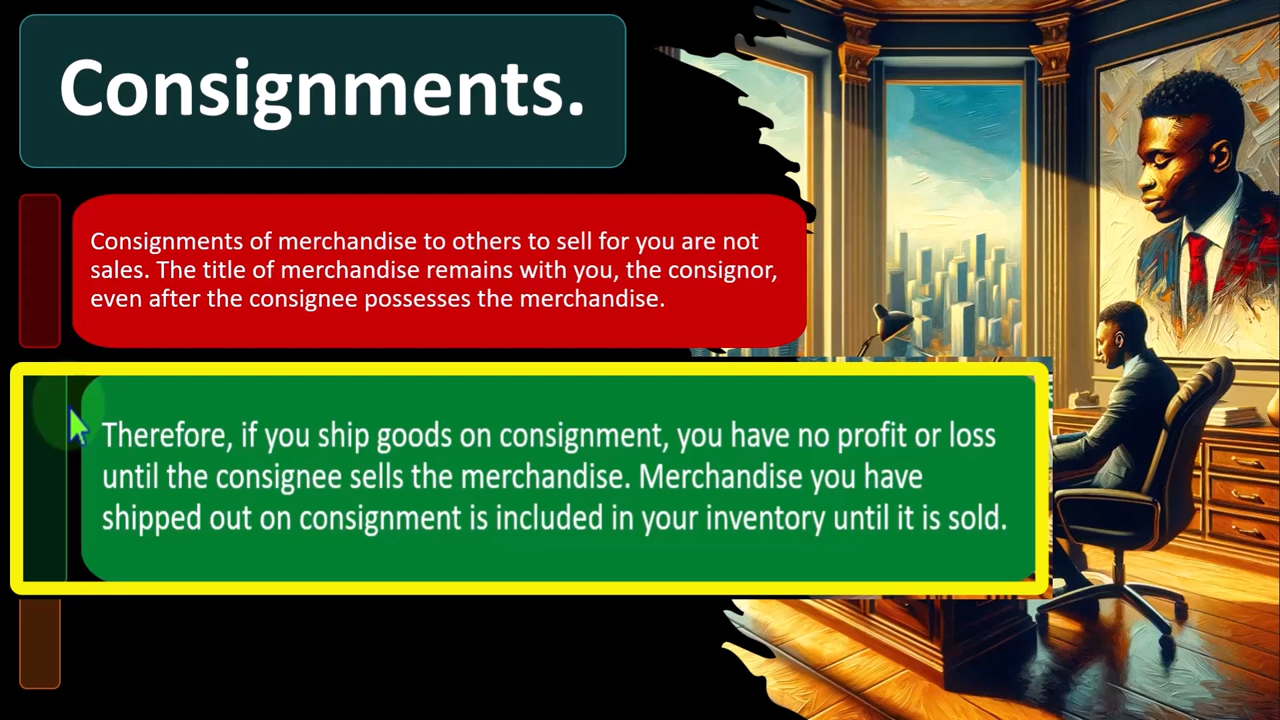 Consignments.
Consignments of merchandise to others to sell for you are not
sales. The title of merchandise remains with you, the consignor,
even after the consignee possesses the merchandise.
Therefore, if you ship goods on consignment, you have no profit or loss
until the consignee sells the merchandise. Merchandise you have
shipped out on consignment is included in your inventory until it is sold.